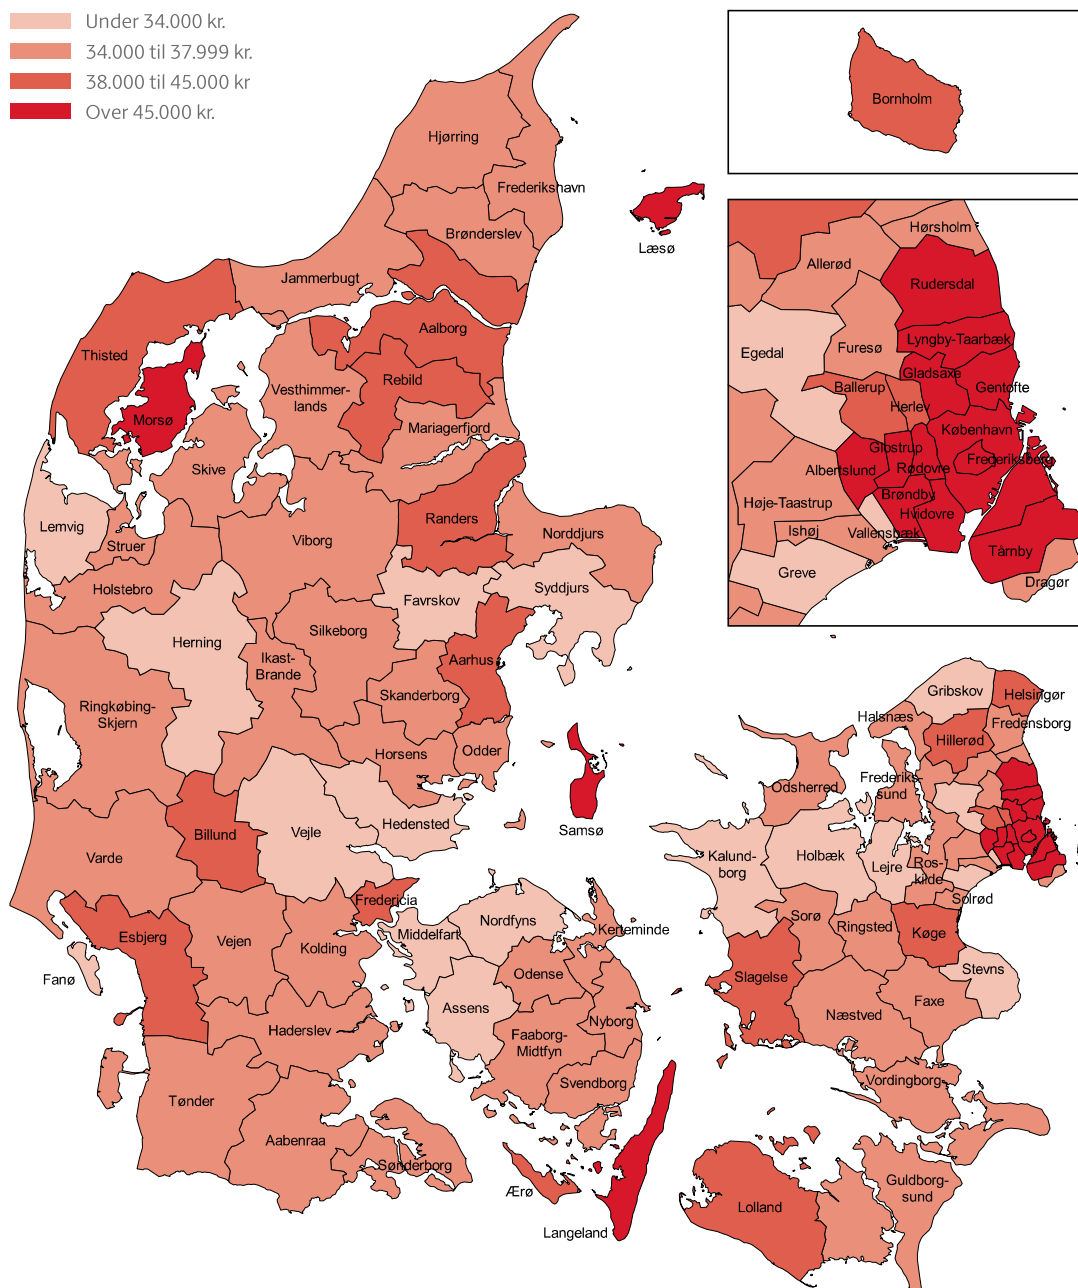 Under 34.000 kr.
34.000 til 37.999 kr.
38.000 til 45.000 kr
Over 45.000 kr.
Bornholm
Hjørring
Frederikshavn
Brønderslev
Læsø
Jammerbugt
Thisted
Aalborg
Rebild
Vesthimmer-
lands
Morsø
Mariagerfjord
Skive
Lemvig
Struer
Viborg
Randers
Norddjurs
Holstebro
Favrskov
Syddjurs
Herning
Silkeborg
Ikast-
Brande
Aarhus
Skanderborg
Ringkøbing-
Skjern
Horsens
Odder
Samsø
Hedensted
Vejle
Billund
Varde
Fredericia
Esbjerg
Vejen
Kolding
Fanø
Haderslev
Tønder
Aabenraa
Sønderborg
Middelfart
Nordfyns
Kerteminde
Odense
Assens
Nyborg
Faaborg-
Midtfyn
Svendborg
Ærø
Langeland
Hørsholm
Allerød
Rudersdal
Egedal
Furesø
Lyngby-Taarbæk
Gladsaxe
Ballerup
Gentofte
Herlev
København
Glostrup
Frederiksberg
Albertslund
Rødovre
Brøndby
Høje-Taastrup
Hvidovre
Ishøj
Vallensbæk
Tårnby
Greve
Dragør
Gribskov
Helsingør
Halsnæs
Fredensborg
Hillerød
Frederiks-
sund
Odsherred
Kalund-
borg
Holbæk
Lejre
Ros-
kilde
Solrød
Sorø
Ringsted
Køge
Slagelse
Stevns
Faxe
Næstved
Vordingborg
Guldborg-
sund
Lolland